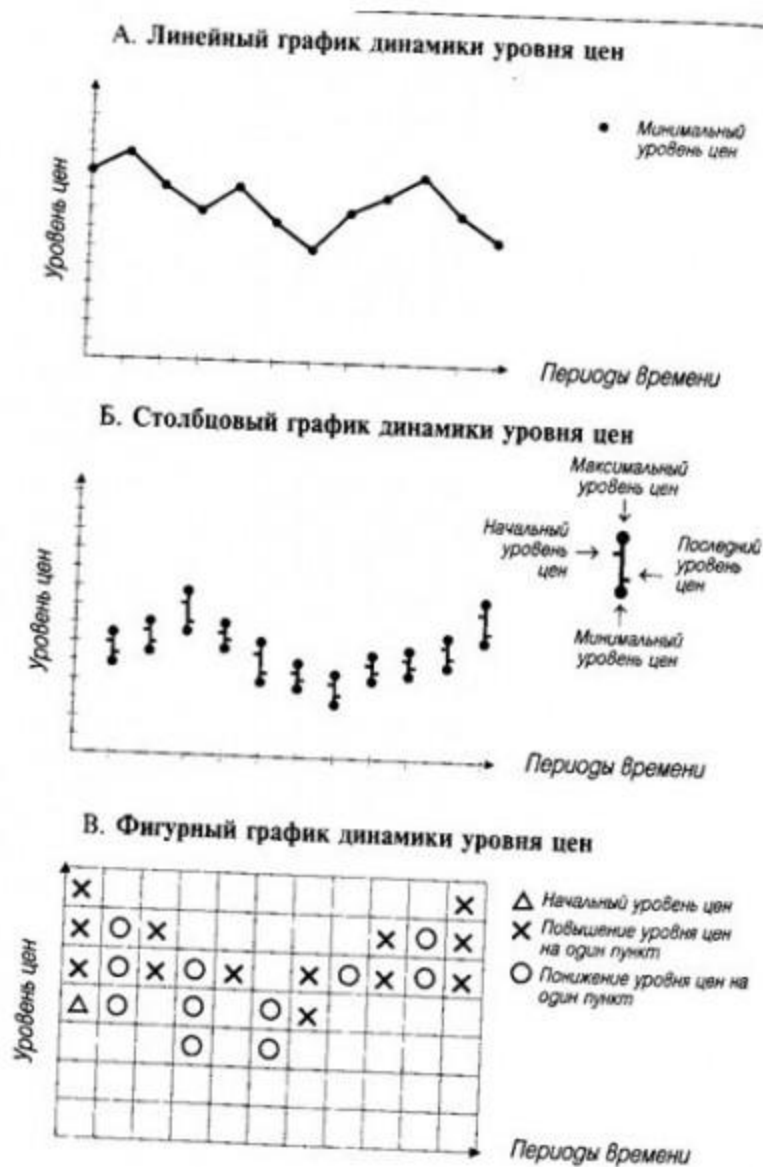 А. Линейный график динамики уровня цен
Уровень цен
Минимальный
уровень цен
Периоды времени
Б. Столбцовый график динамики уровня цен
Уровень цен
Максимальный
уровень цен
Начальный
уровень
цен
Последний
уровень
цен
Минимальный
уровень цен
Периоды времени
В. Фигурный график динамики уровня цен
Уровень цен
Начальный уровень цен
Повышение уровня цен
на один пункт
Понижение уровня цен на
один пункт
Периоды времени